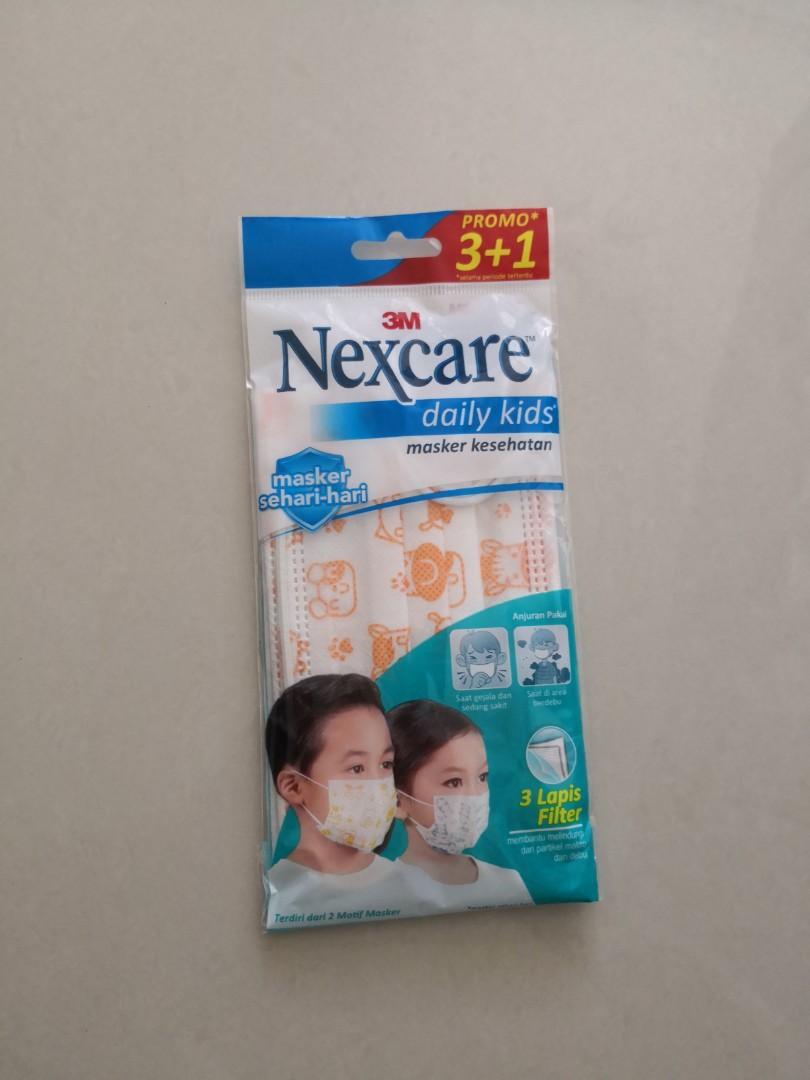 PROMO*
3+1
*selama periode tertentu
3M
Nexcare™
daily kids
masker kesehatan
masker
sehari-hari
Anjuran Pakai
Saat gejala dan
sedang sakit
Saat di area
berdebu
3 Lapis
Filter
membantu melindungi
dari partikel
dan debu
Terdiri dari 2 Motif Masker